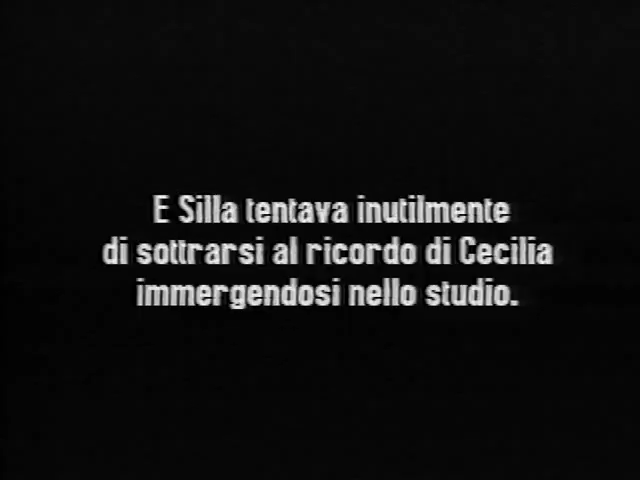 E Silla tentava inutilmente
di sottrarsi al ricordo di Cecilia
immergendosi nello studio.